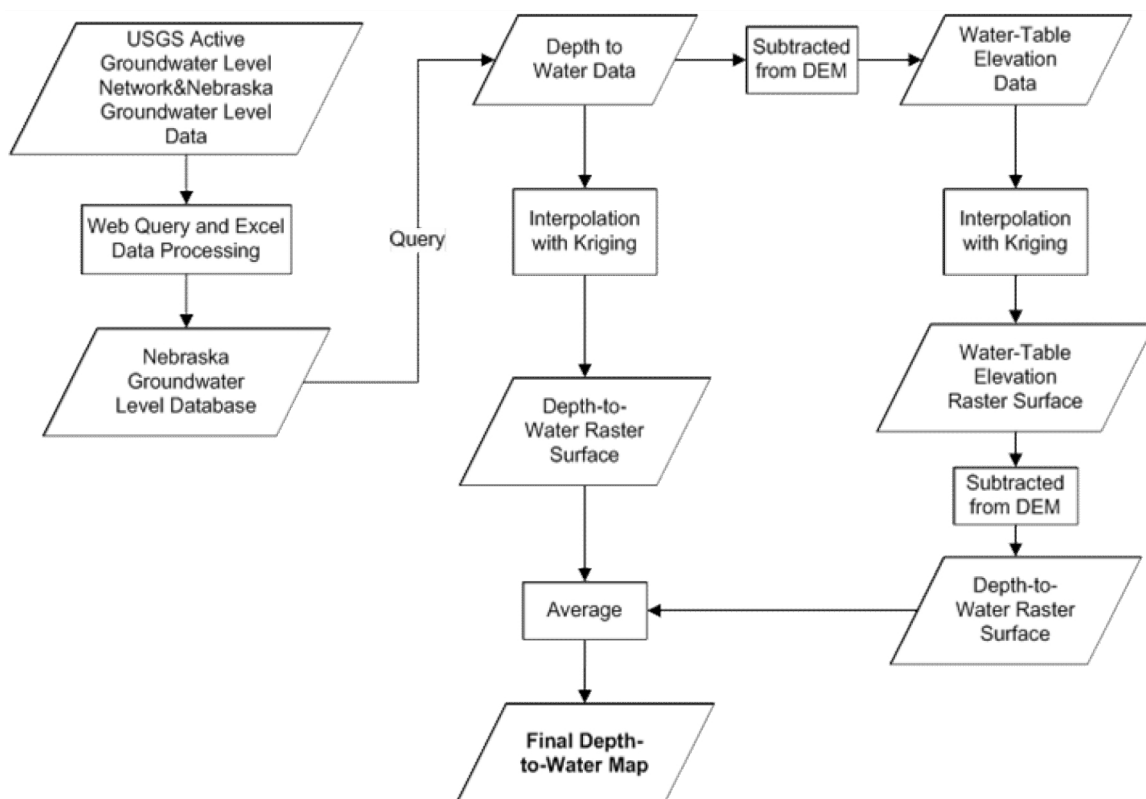 USGS Active
Groundwater Level
Network&Nebraska
Groundwater Level
Data
Web Query and Excel
Data Processing
Nebraska
Groundwater
Level Database
Query
Depth to
Water Data
Subtracted
from DEM
Water-Table
Elevation
Data
Interpolation
with Kriging
Interpolation
with Kriging
Depth-to-
Water Raster
Surface
Water-Table
Elevation
Raster Surface
Subtracted
from DEM
Depth-to-
Water Raster
Surface
Average
Final Depth-
to-Water Map